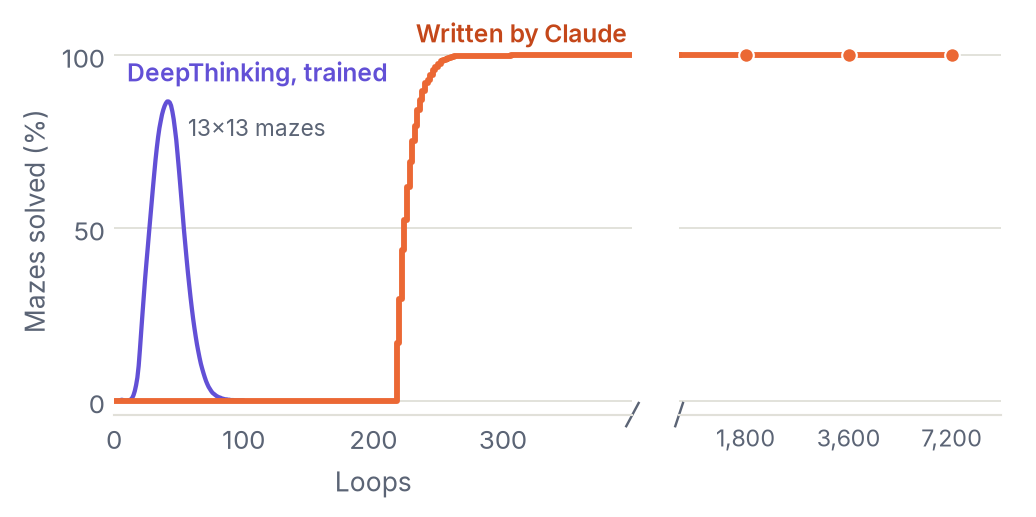 Written by Claude
100
DeepThinking, trained
13×13 mazes
Mazes solved (%)
50
0
0 100 200 300 1,800 3,600 7,200
Loops